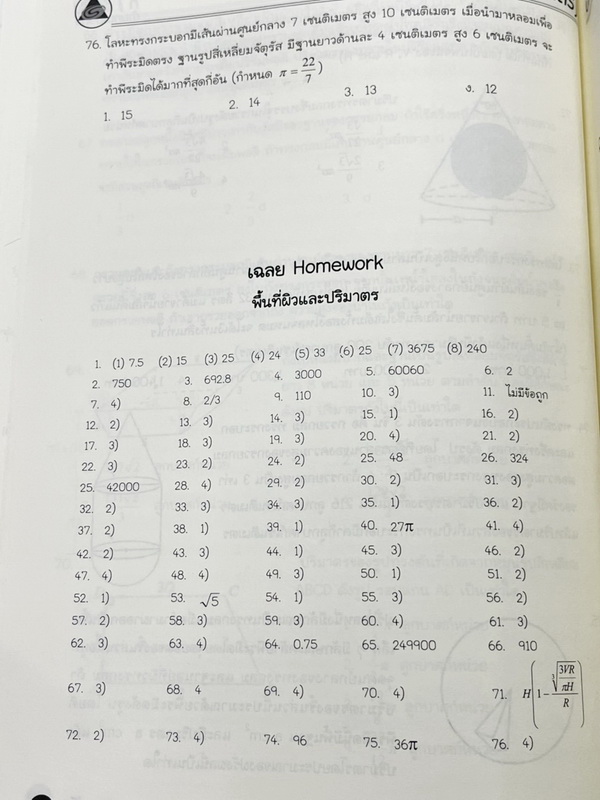 76. โลหะทรงกระบอกมีเส้นผ่านศูนย์กลาง 7 เซนติเมตร สูง 10 เซนติเมตร เมื่อนำมาหลอมเพื่อ
ทำพีระมิดตรง ฐานรูปสี่เหลี่ยมจัตุรัส มีฐานยาวด้านละ 4 เซนติเมตร สูง 6 เซนติเมตร จะ
ทำพีระมิดได้มากที่สุดกี่อัน (กำหนด π = 22/7)
1. 15 2. 14 3. 13 ง. 12
เฉลย Homework
พื้นที่ผิวและปริมาตร
1. (1) 7.5 (2) 15 (3) 25 (4) 24 (5) 33 (6) 25 (7) 3675 (8) 240
2. 750 3. 692.8 4. 3000 5. 60060 6. 2
7. 4) 8. 2/3 9. 110 10. 3) 11. ไม่มีข้อถูก
12. 2) 13. 3) 14. 3) 15. 1) 16. 2)
17. 3) 18. 3) 19. 3) 20. 4) 21. 2)
22. 3) 23. 2) 24. 2) 25. 48 26. 324
25. 42000 28. 4) 29. 2) 30. 2) 31. 3)
32. 2) 33. 3) 34. 3) 35. 1) 36. 2)
37. 2) 38. 1) 39. 1) 40. 27π 41. 4)
42. 2) 43. 3) 44. 1) 45. 3) 46. 2)
47. 4) 48. 4) 49. 3) 50. 1) 51. 2)
52. 1) 53. √5 54. 1) 55. 3) 56. 2)
57. 2) 58. 3) 59. 3) 60. 4) 61. 3)
62. 3) 63. 4) 64. 0.75 65. 249900 66. 910
67. 3) 68. 4 69. 4) 70. 4) 71. H(1 - ∛(3VR/πH)/R)
72. 2) 73. 4) 74. 96 75. 36π 76. 4)